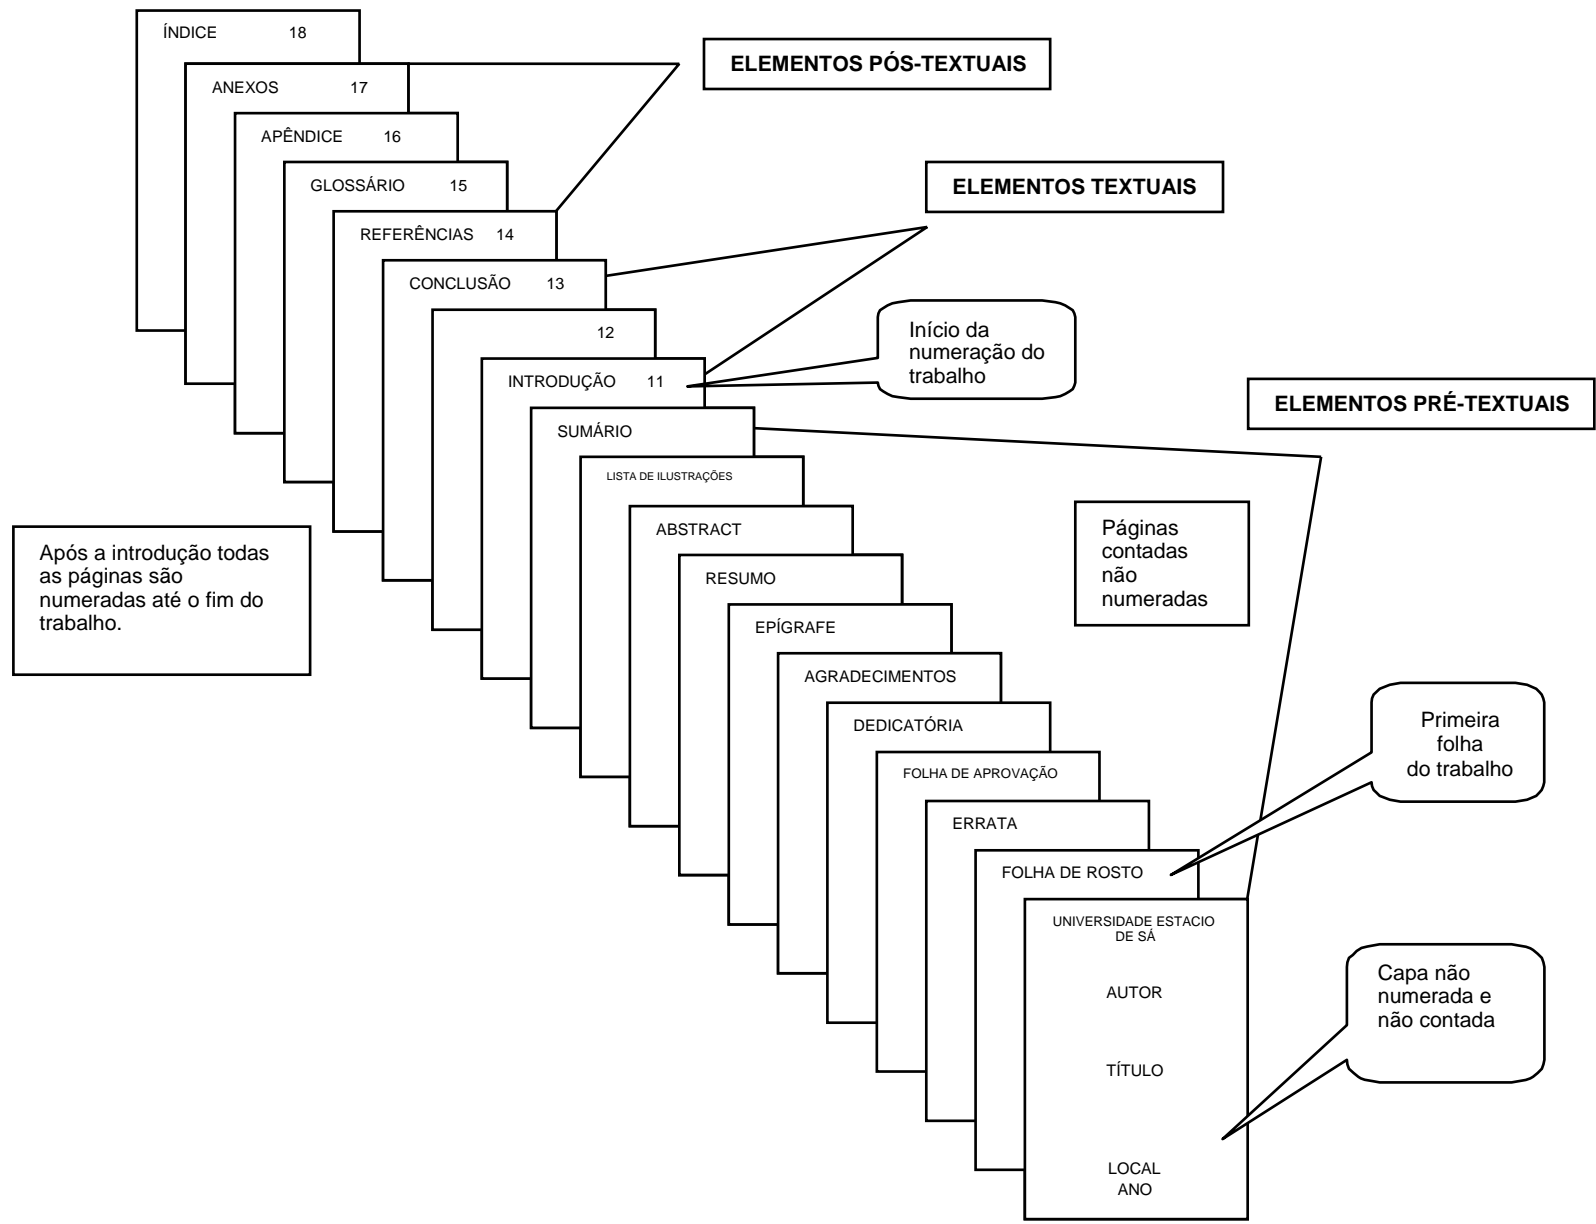 ÍNDICE 18
ELEMENTOS PÓS-TEXTUAIS
ANEXOS 17
APÊNDICE 16
GLOSSÁRIO 15
ELEMENTOS TEXTUAIS
REFERÊNCIAS 14
CONCLUSÃO 13
12
Início da
numeração do
trabalho
INTRODUÇÃO 11
ELEMENTOS PRÉ-TEXTUAIS
SUMÁRIO
LISTA DE ILUSTRAÇÕES
ABSTRACT
Páginas
contadas
não
numeradas
Após a introdução todas
as páginas são
numeradas até o fim do
trabalho.
RESUMO
EPÍGRAFE
AGRADECIMENTOS
DEDICATÓRIA
Primeira
folha
do trabalho
FOLHA DE APROVAÇÃO
ERRATA
FOLHA DE ROSTO
UNIVERSIDADE ESTACIO
DE SÁ
AUTOR
TÍTULO
LOCAL
ANO
Capa não
numerada e
não contada